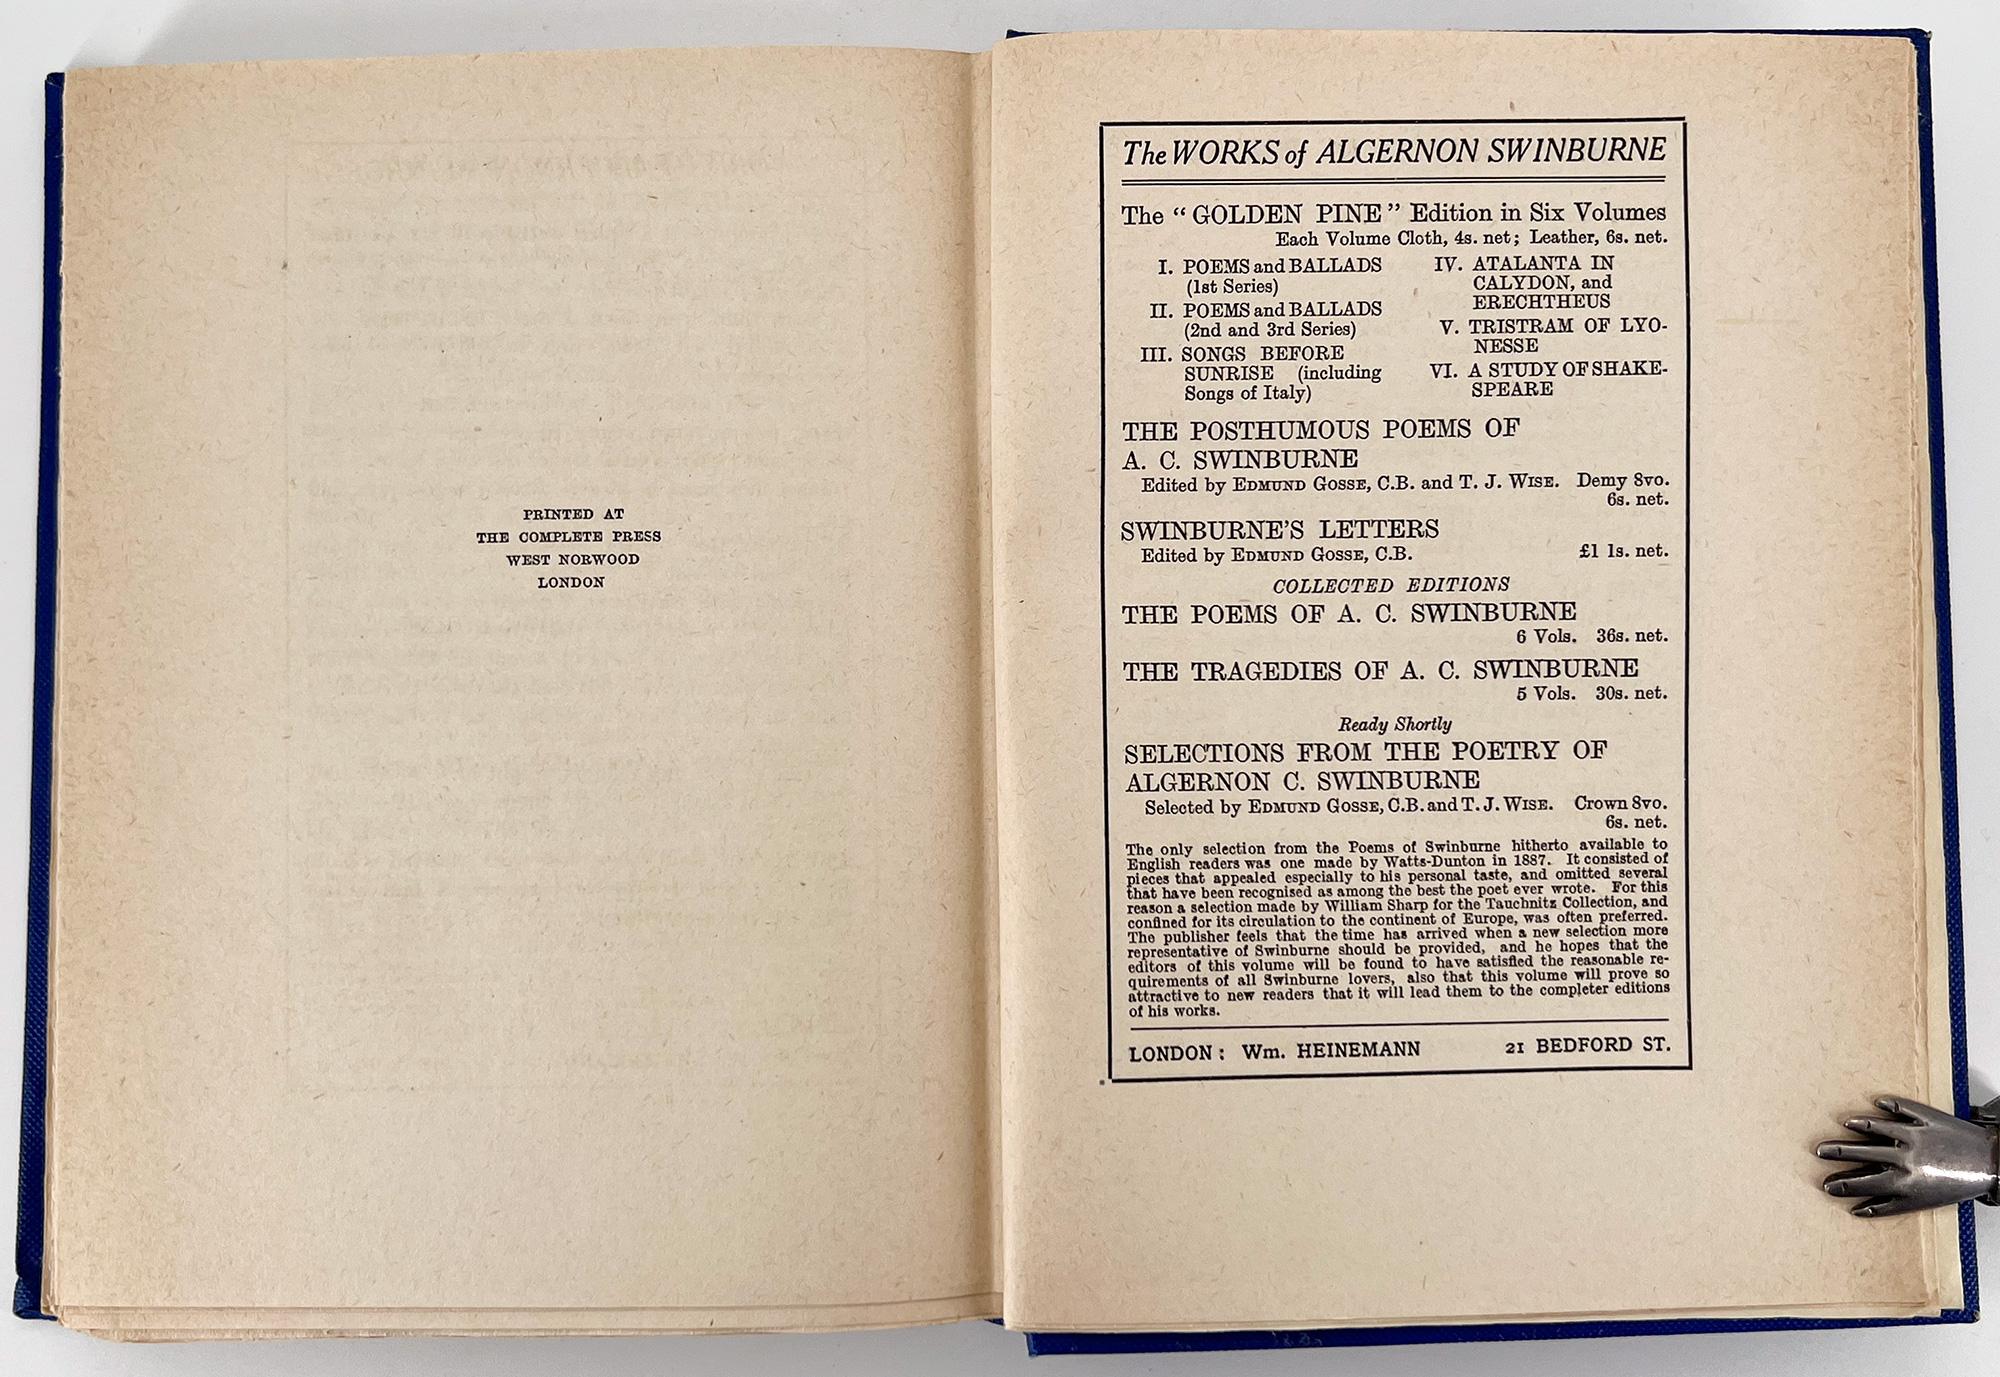 PRINTED AT
THE COMPLETE PRESS
WEST NORWOOD
LONDON
The WORKS of ALGERNON SWINBURNE
The “GOLDEN PINE” Edition in Six Volumes
Each Volume Cloth, 4s. net; Leather, 6s. net.
I. POEMS and BALLADS
(1st Series)
II. POEMS and BALLADS
(2nd and 3rd Series)
III. SONGS BEFORE
SUNRISE (including
Songs of Italy)
IV. ATALANTA IN
CALYDON, and
ERECHTHEUS
V. TRISTRAM OF LYO-
NESSE
VI. A STUDY OF SHAKE-
SPEARE
THE POSTHUMOUS POEMS OF
A. C. SWINBURNE
Edited by EDMUND GOSSE, C.B. and T. J. WISE. Demy 8vo.
6s. net.
SWINBURNE'S LETTERS
Edited by EDMUND GOSSE, C.B. £1 1s. net.
COLLECTED EDITIONS
THE POEMS OF A. C. SWINBURNE
6 Vols. 36s. net.
THE TRAGEDIES OF A. C. SWINBURNE
5 Vols. 30s. net.
Ready Shortly
SELECTIONS FROM THE POETRY OF
ALGERNON C. SWINBURNE
Selected by EDMUND GOSSE, C.B. and T. J. WISE. Crown 8vo.
6s. net.
The only selection from the Poems of Swinburne hitherto available to
English readers was one made by Watts-Dunton in 1887. It consisted of
pieces that appealed especially to his personal taste, and omitted several
that have been recognised as among the best the poet ever wrote. For this
reason a selection made by William Sharp for the Tauchnitz Collection, and
confined for its circulation to the continent of Europe, was often preferred.
The publisher feels that the time has arrived when a new selection more
representative of Swinburne should be provided, and he hopes that the
editors of this volume will be found to have satisfied the reasonable re-
quirements of all Swinburne lovers, also that this volume will prove so
attractive to new readers that it will lead them to the completer editions
of his works.
LONDON: Wm. HEINEMANN 21 BEDFORD ST.